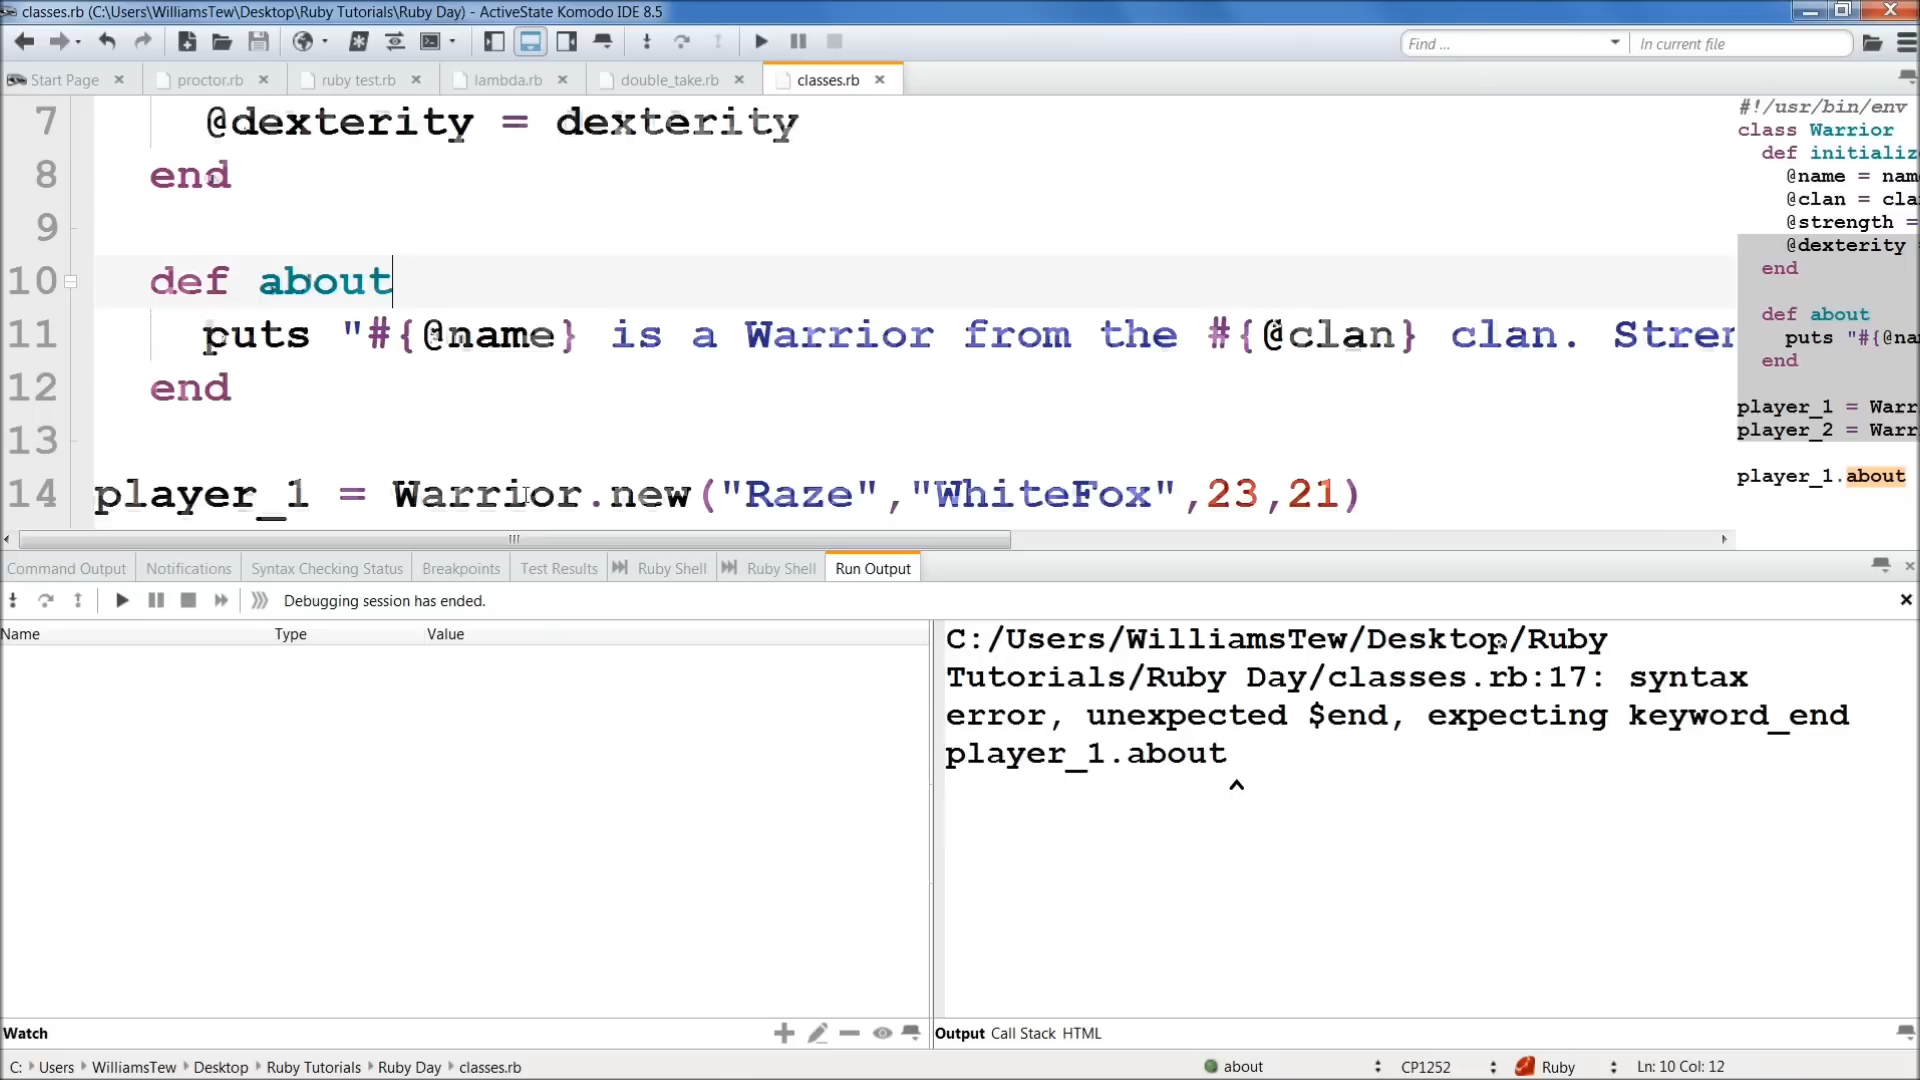 classes.rb (C:\Users\WilliamsTew\Desktop\Ruby Tutorials\Ruby Day) - ActiveState Komodo IDE 8.5
Find ... In current file
Start Page proctor.rb ruby test.rb lambda.rb double_take.rb classes.rb
7 @dexterity = dexterity
8 end
9
10 def about
11 puts "#{@name} is a Warrior from the #{@clan} clan. Stren
12 end
13
14 player_1 = Warrior.new("Raze","WhiteFox",23,21)
#!/usr/bin/env
class Warrior
def initializ
@name = nam
@clan = cla
@strength =
@dexterity =
end
def about
puts "#{@na
end
player_1 = Warr
player_2 = Warr
player_1.about
Command Output Notifications Syntax Checking Status Breakpoints Test Results Ruby Shell Ruby Shell Run Output
Debugging session has ended.
Name Type Value
C:/Users/WilliamsTew/Desktop/Ruby
Tutorials/Ruby Day/classes.rb:17: syntax
error, unexpected $end, expecting keyword_end
player_1.about
^
Watch
Output Call Stack HTML
C: Users WilliamsTew Desktop Ruby Tutorials Ruby Day classes.rb about CP1252 Ruby Ln: 10 Col: 12